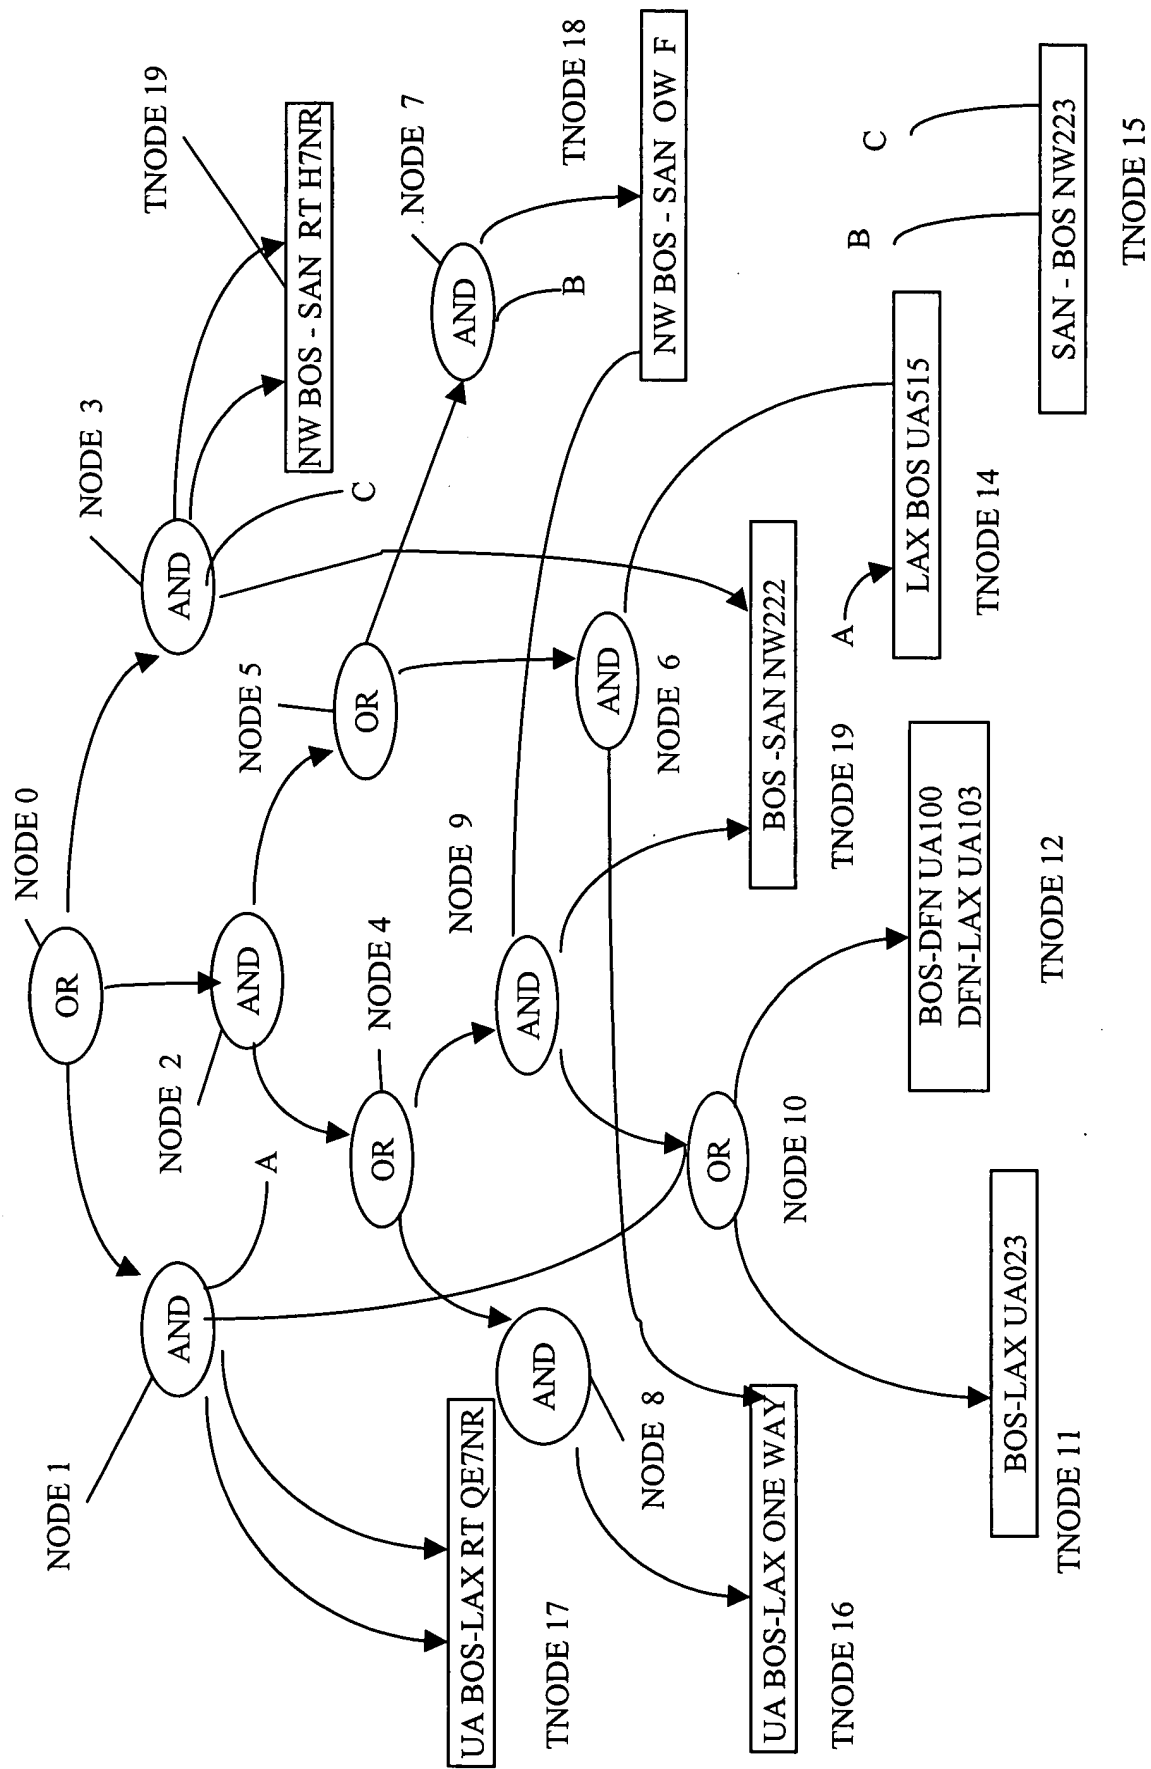 NODE 0
OR
NODE 1
AND
NODE 2
AND
NODE 3
AND
TNODE 19
A
C
NW BOS - SAN RT H7NR
NODE 4
OR
NODE 5
OR
NODE 7
AND
B
UA BOS-LAX RT QE7NR
TNODE 17
AND
NODE 8
NODE 9
AND
AND
NODE 6
TNODE 18
NW BOS - SAN OW F
UA BOS-LAX ONE WAY
TNODE 16
OR
NODE 10
BOS -SAN NW222
TNODE 19
A
LAX BOS UA515
TNODE 14
B
C
BOS-LAX UA023
TNODE 11
BOS-DFN UA100
DFN-LAX UA103
TNODE 12
SAN - BOS NW223
TNODE 15